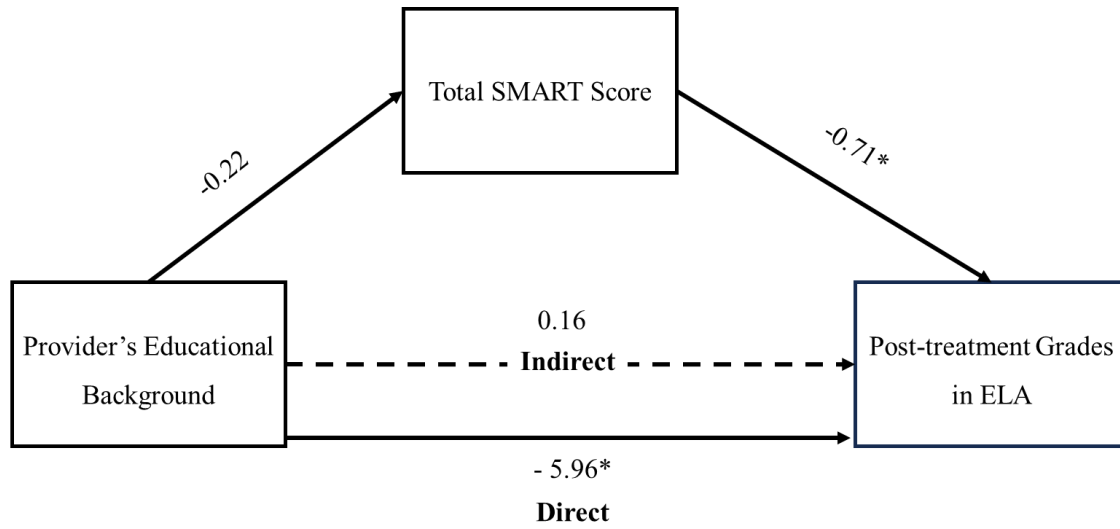 Total SMART Score
-0.22
-0.71*
Provider’s Educational
Background
0.16
Indirect
Post-treatment Grades
in ELA
- 5.96*
Direct